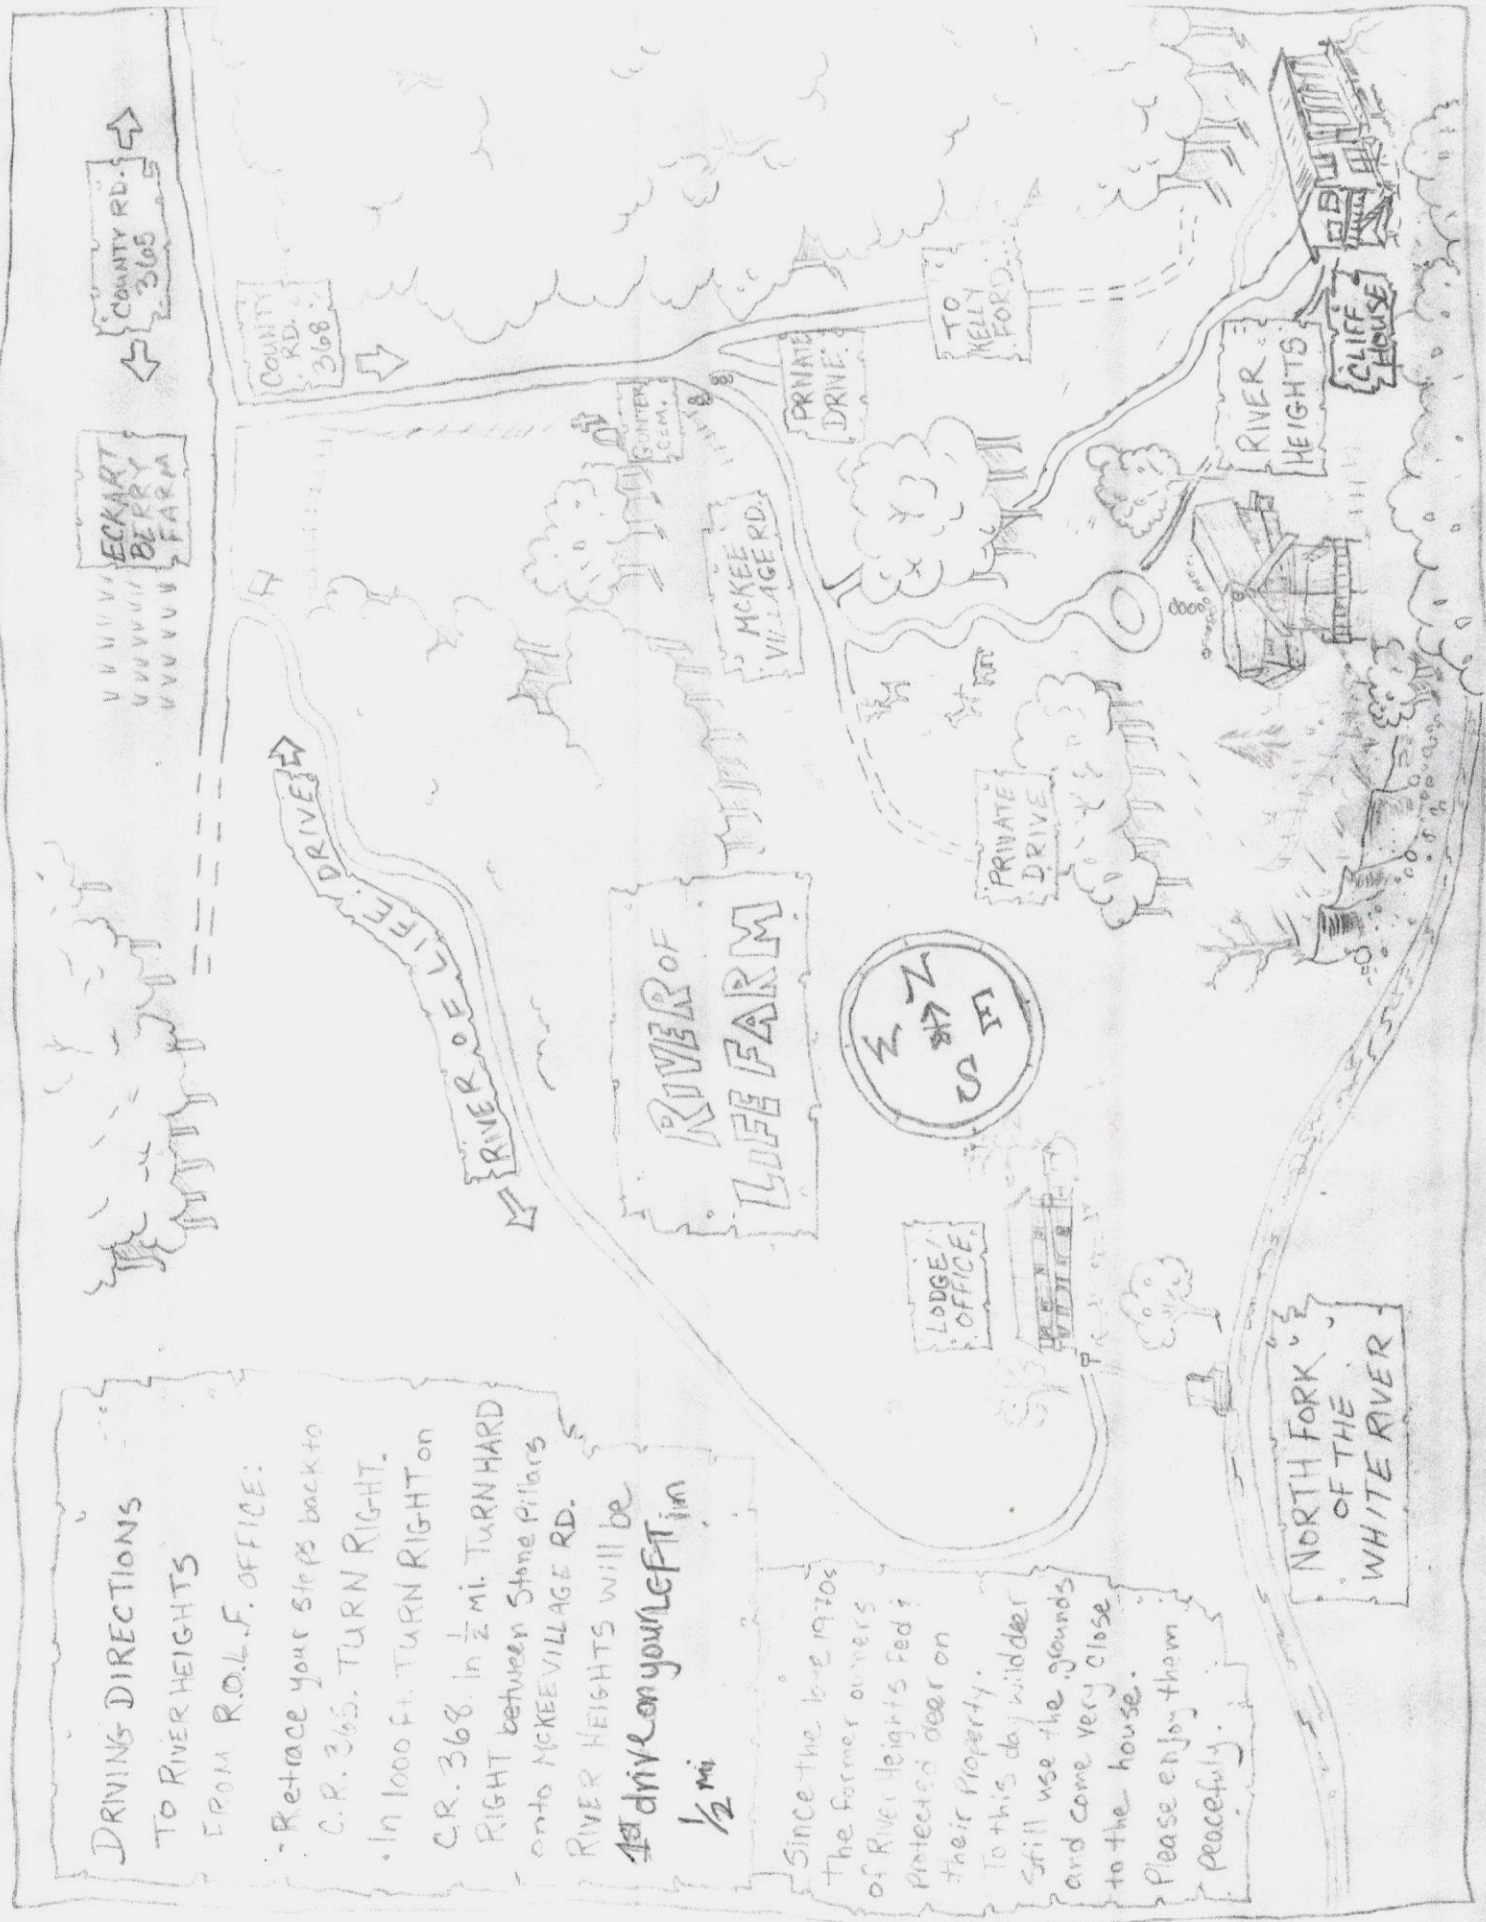 DRIVING DIRECTIONS
TO RIVER HEIGHTS
FROM R.O.L.F. OFFICE:
- Retrace your steps back to
C.R. 365. TURN RIGHT.
• In 1000 Ft. TURN RIGHT on
C.R. 368. In 1/2 mi. TURN HARD
RIGHT between Stone Pillars
onto MCKEE VILLAGE RD.
RIVER HEIGHTS will be
1st drive on your LEFT in
1/2 mi
Since the late 1970s
the former owners
of River Heights fed &
protected deer on
their property.
To this day wild deer
still use the grounds
and come very close
to the house.
Please enjoy them
peacefully.
ECKART
BERRY
FARM
COUNTY RD.
365
COUNTY
RD.
368
RIVER OF LIFE DRIVE
GUNTER
CEM.
MCKEE
VILLAGE RD.
PRIVATE
DRIVE
TO
KELLY
FORD
RIVER OF
LIFE FARM
W
N
S
E
PRIVATE
DRIVE
LODGE/
OFFICE
RIVER
HEIGHTS
CLIFF
HOUSE
NORTH FORK
OF THE
WHITE RIVER